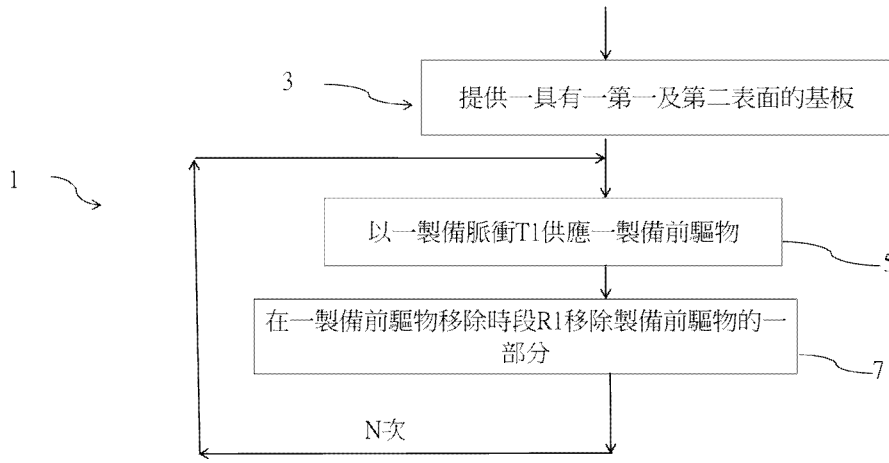 3
提供一具有一第一及第二表面的基板
1
以一製備脈衝T1供應一製備前驅物
5
在一製備前驅物移除時段R1移除製備前驅物的一
部分
7
N次